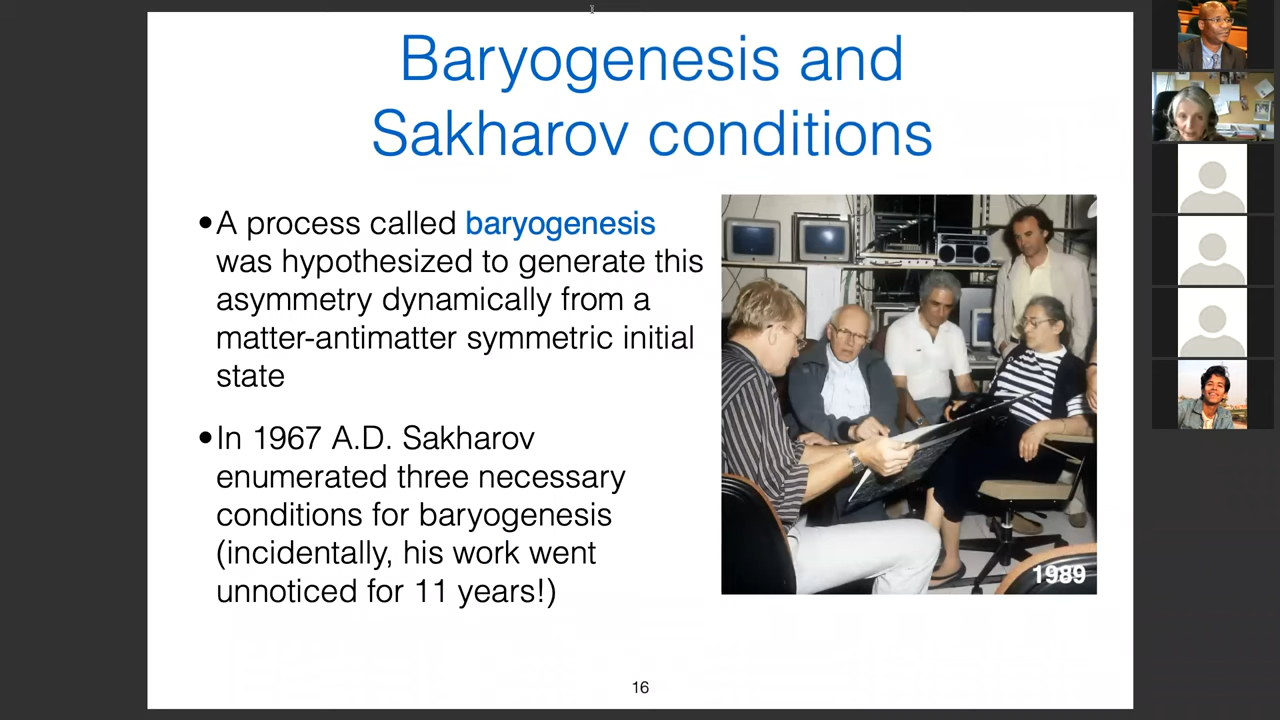 Baryogenesis and
Sakharov conditions
•A process called baryogenesis
was hypothesized to generate this
asymmetry dynamically from a
matter-antimatter symmetric initial
state
•In 1967 A.D. Sakharov
enumerated three necessary
conditions for baryogenesis
(incidentally, his work went
unnoticed for 11 years!)
1989
16